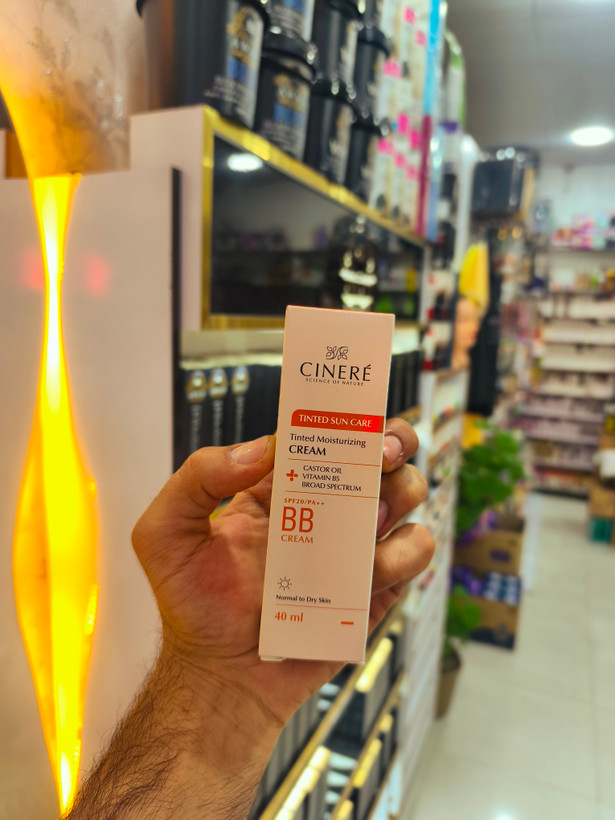 CINERÉ
SCIENCE OF NATURE
TINTED SUN CARE
Tinted Moisturizing
CREAM
CASTOR OIL
VITAMIN B5
BROAD SPECTRUM
SPF20/PA++
BB
CREAM
Normal to Dry Skin
40 ml